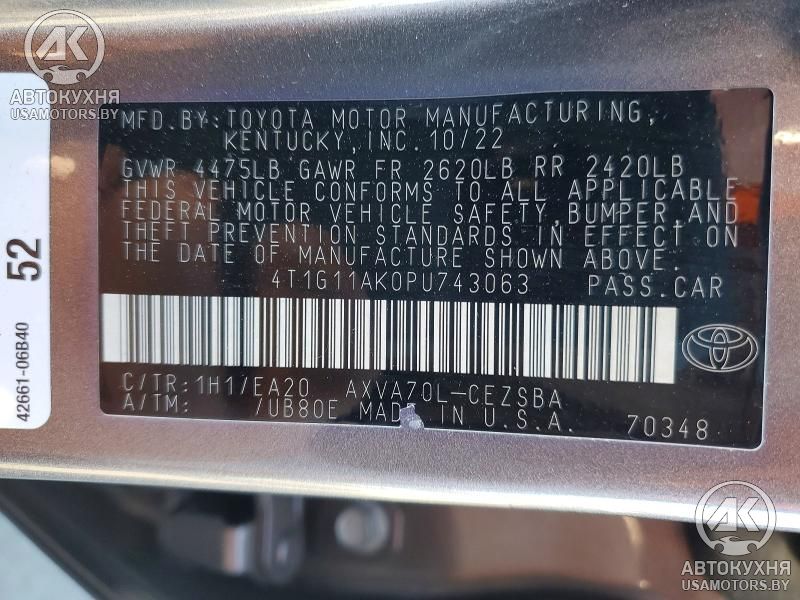 AK
АВТОКУХНЯ
USAMOTORS.BY
MFD.BY:TOYOTA MOTOR MANUFACTURING,
KENTUCKY,INC.10/22
GVWR 4475LB GAWR FR 2620LB RR 2420LB
THIS VEHICLE CONFORMS TO ALL APPLICABLE
FEDERAL MOTOR VEHICLE SAFETY,BUMPER,AND
THEFT PREVENTION STANDARDS IN EFFECT ON
THE DATE OF MANUFACTURE SHOWN ABOVE.
4T1G11AK0PU743063 PASS.CAR
C/TR:1H17EA20 AXVA70L-CEZSBA
A/TM: /UB80E MADE IN U.S.A. 70348
52
42661-06B40
AK
АВТОКУХНЯ
USAMOTORS.BY